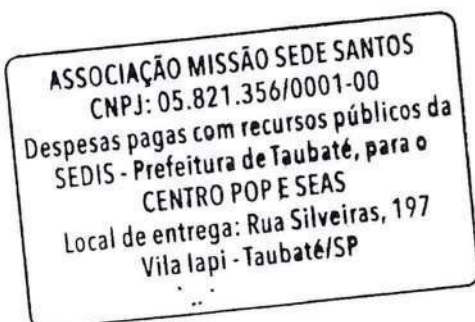 ASSOCIAÇÃO MISSÃO SEDE SANTOS
CNPJ: 05.821.356/0001-00
Despesas pagas com recursos públicos da
SEDIS - Prefeitura de Taubaté, para o
CENTRO POP E SEAS
Local de entrega: Rua Silveiras, 197
Vila Iapi - Taubaté/SP